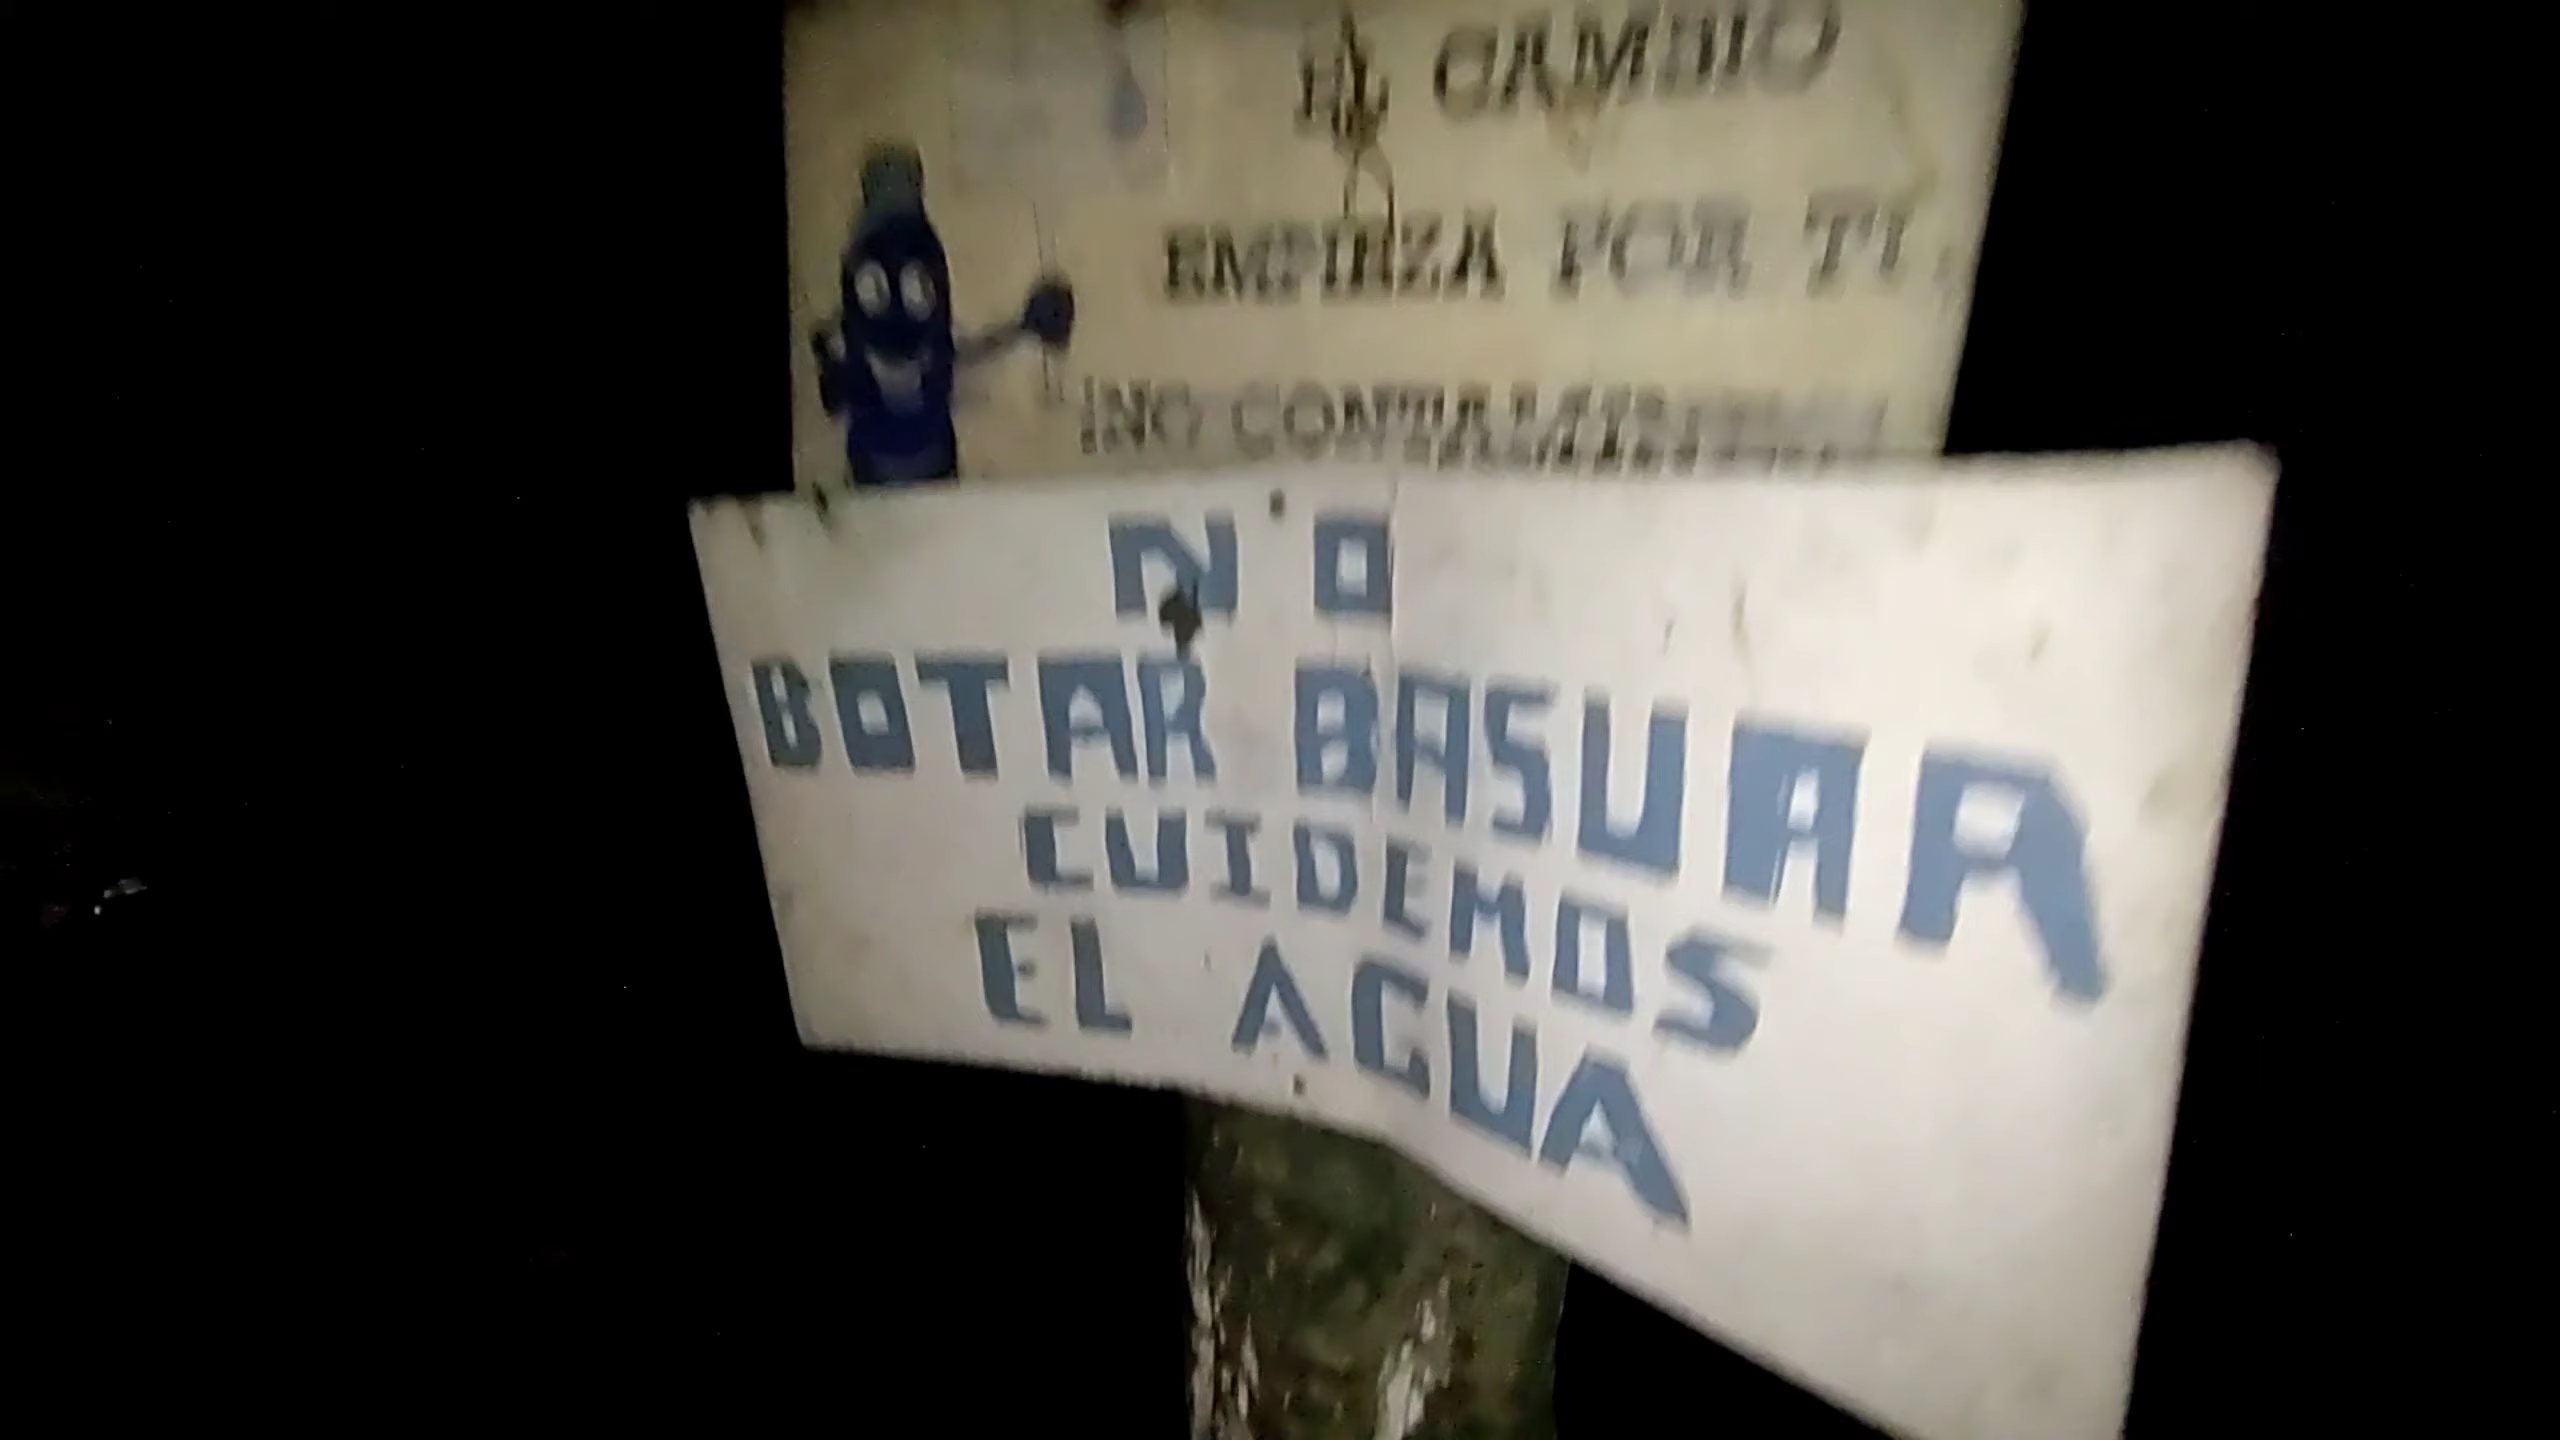 EL CAMBIO
EMPIEZA POR TI
¡NO CONTAMINES!
NO
BOTAR BASURA
CUIDEMOS
EL AGUA